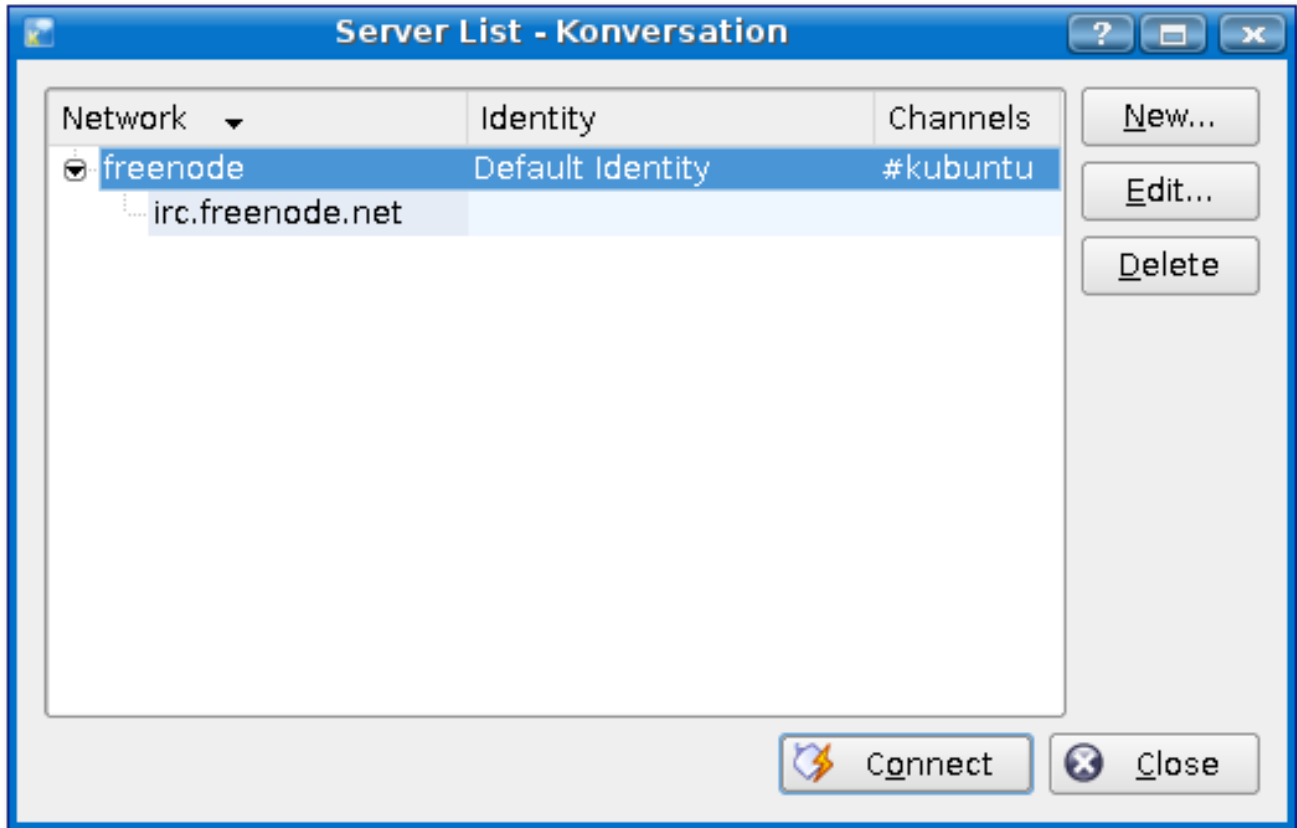 Server List - Konversation
Network Identity Channels
freenode Default Identity #kubuntu
irc.freenode.net
New...
Edit...
Delete
Connect Close